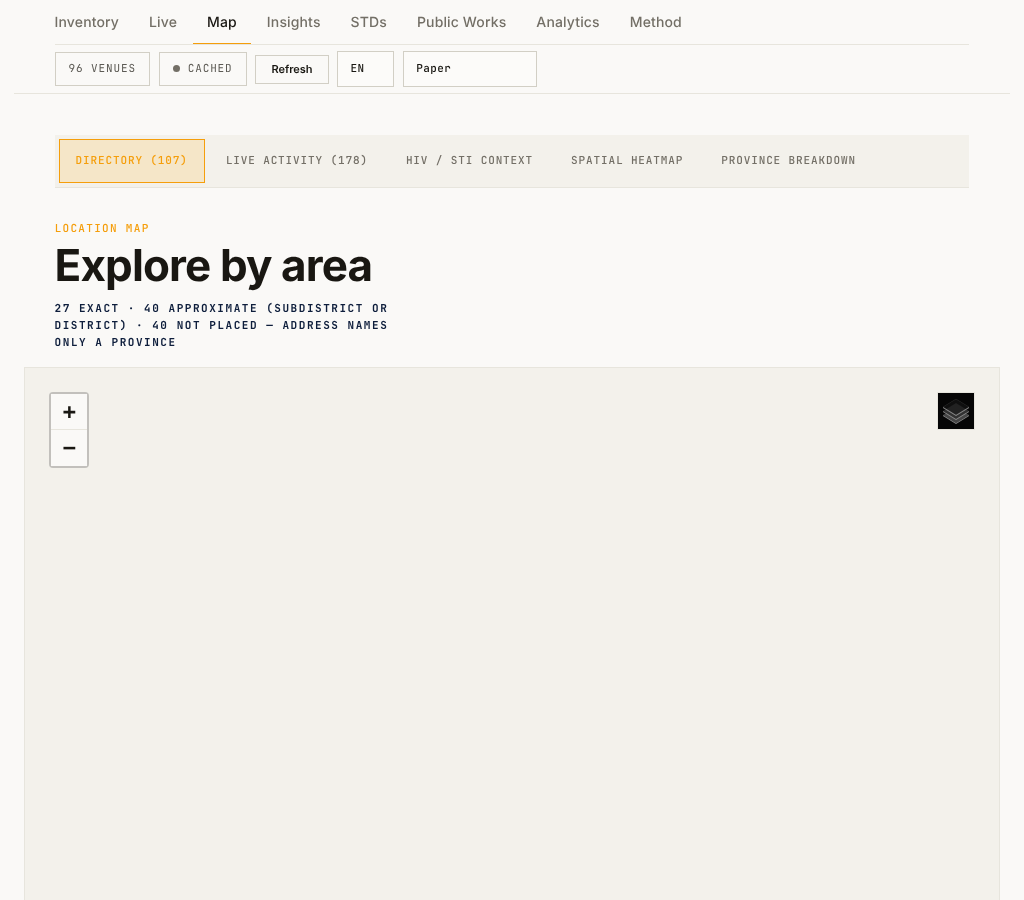 Inventory Live Map Insights STDs Public Works Analytics Method
96 VENUES CACHED Refresh EN Paper
DIRECTORY (107) LIVE ACTIVITY (178) HIV / STI CONTEXT SPATIAL HEATMAP PROVINCE BREAKDOWN
LOCATION MAP
Explore by area
27 EXACT · 40 APPROXIMATE (SUBDISTRICT OR
DISTRICT) · 40 NOT PLACED — ADDRESS NAMES
ONLY A PROVINCE
+
−